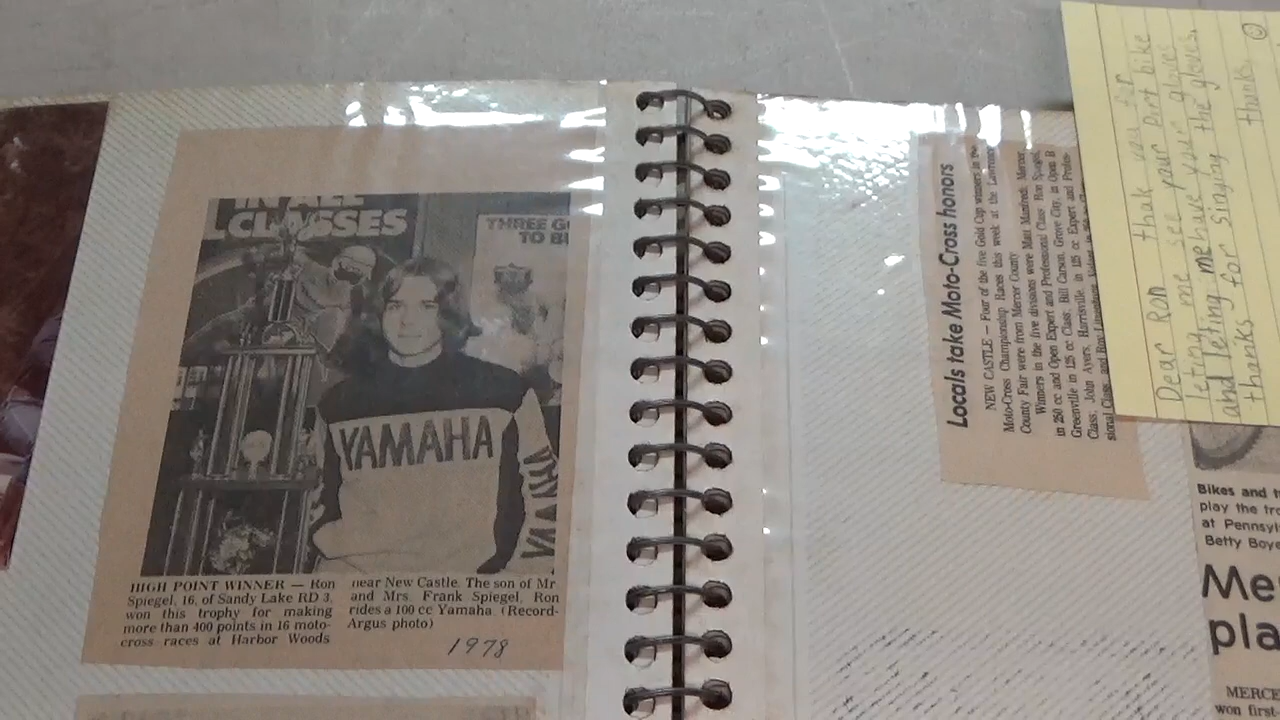 IN ALL
CLASSES
THREE
TO
YAMAHA
YAMAHA
HIGH POINT WINNER — Ron
Spiegel, 16, of Sandy Lake RD 3,
won this trophy for making
more than 400 points in 16 moto-
cross races at Harbor Woods
near New Castle. The son of Mr.
and Mrs. Frank Spiegel, Ron
rides a 100 cc Yamaha (Record-
Argus photo)
1978
Locals take Moto-Cross honors
NEW CASTLE — Four of the five Gold Cup winners in the
Moto-Cross Championship Races this week at the Lawrence
County Fair were from Mercer County
Winners in the five divisions were Matt Manfredi, Mercer,
in 250 cc and Open Expert and Professional Class; Ron Spiegel,
Greenville in 125 cc Class; Bill Carson, Grove City, in Open B
Class; John Ayers, Harrisville, in 125 cc Expert and Profes-
sional Class; and Roy
Dear Ron thak you for
leting me see your Dirt bike
and leting me have your gloves
thanks for singing the gloves.
thanks
Bikes and
play the
at
Betty
Me
pla
MERCE
won first-